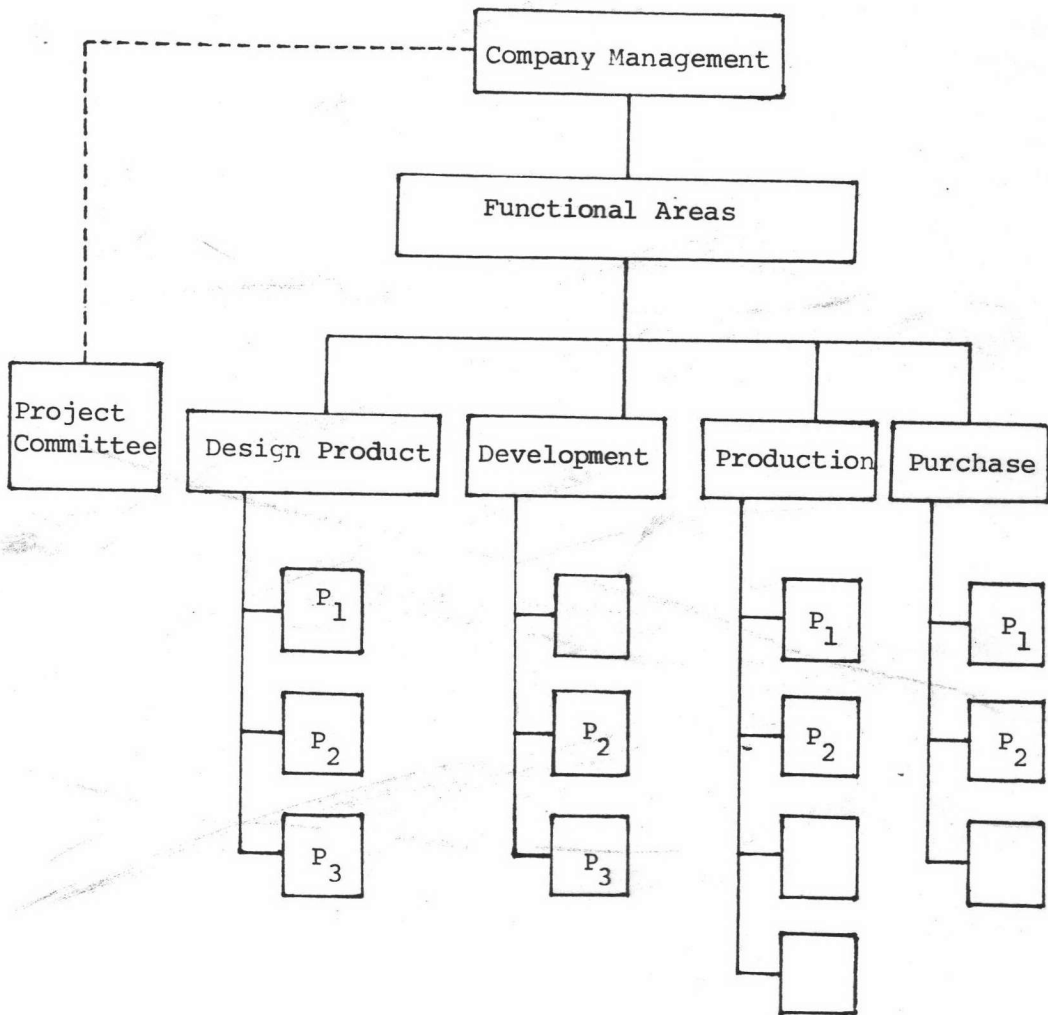 Company Management
Functional Areas
Project
Committee
Design Product
Development
Production
Purchase
P1
P2
P3
P2
P3
P1
P2
P1
P2